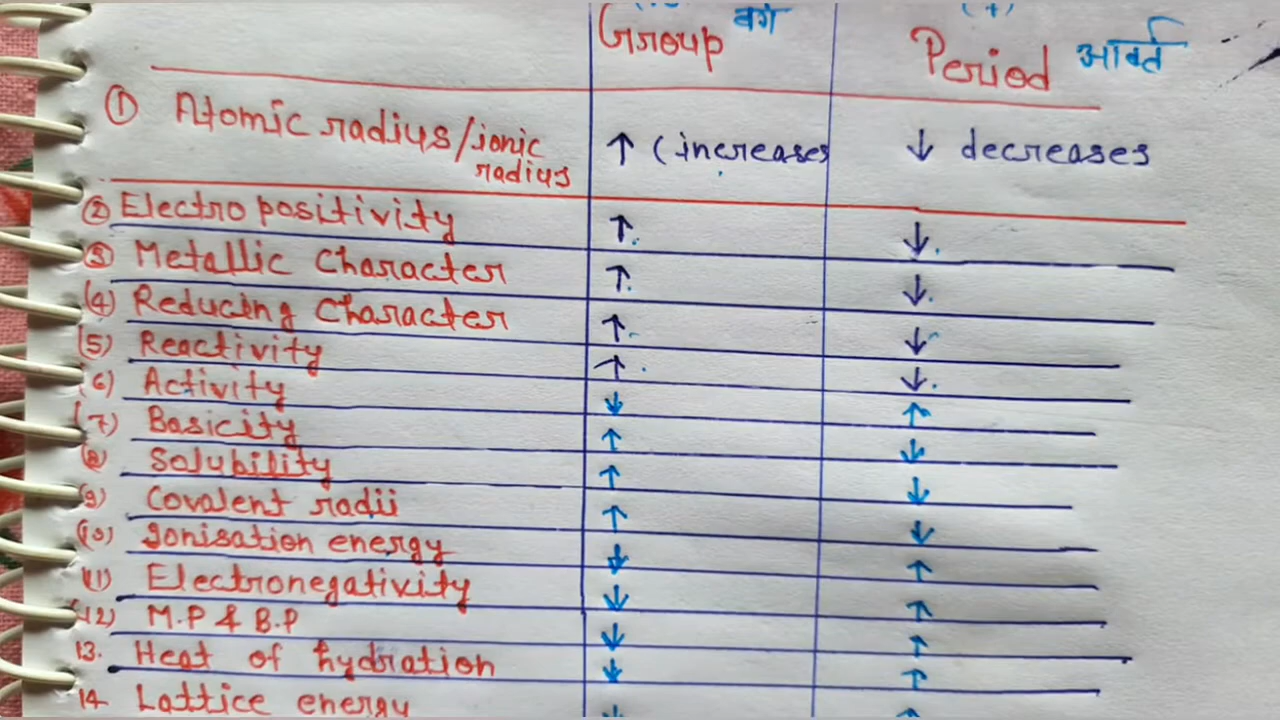 Group वर्ग Period आवर्त
① Atomic radius/ionic radius ↑ (increases ↓ decreases
② Electro positivity ↑ ↓
③ Metallic Character ↑ ↓
(4) Reducing Character ↑ ↓
(5) Reactivity ↑ ↓
(6) Activity ↓ ↑
(7) Basicity ↑ ↓
(8) Solubility ↑ ↓
(9) Covalent radii ↑ ↓
(10) Ionisation energy ↓ ↑
(11) Electronegativity ↓ ↑
(12) M.P & B.P ↓ ↑
13. Heat of hydration ↓ ↑
14. Lattice energy ↓ ↑